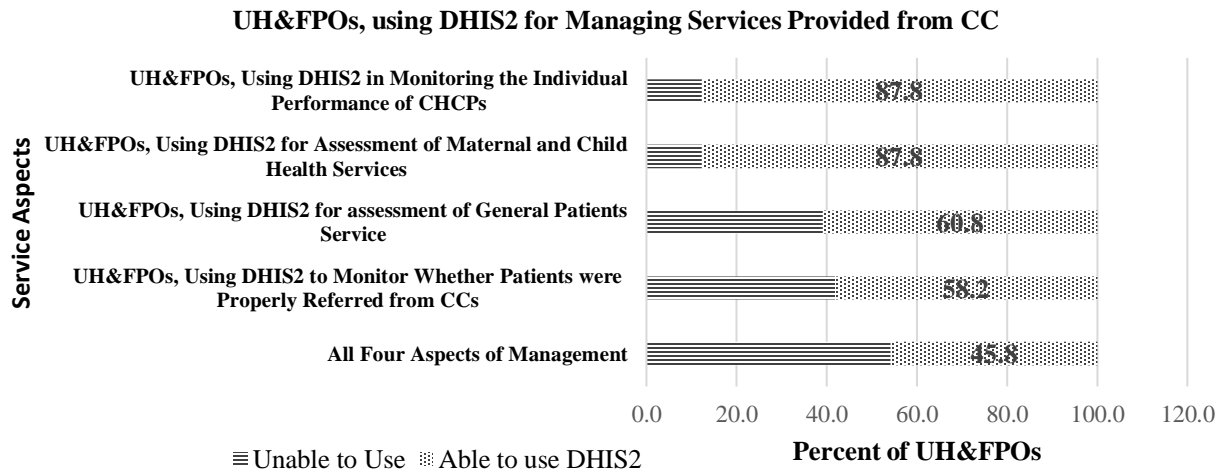 UH&FPOs, using DHIS2 for Managing Services Provided from CC
Service Aspects
UH&FPOs, Using DHIS2 in Monitoring the Individual
Performance of CHCPs
87.8
UH&FPOs, Using DHIS2 for Assessment of Maternal and Child
Health Services
87.8
UH&FPOs, Using DHIS2 for assessment of General Patients
Service
60.8
UH&FPOs, Using DHIS2 to Monitor Whether Patients were
Properly Referred from CCs
58.2
All Four Aspects of Management
45.8
0.0 20.0 40.0 60.0 80.0 100.0 120.0
Percent of UH&FPOs
Unable to Use Able to use DHIS2